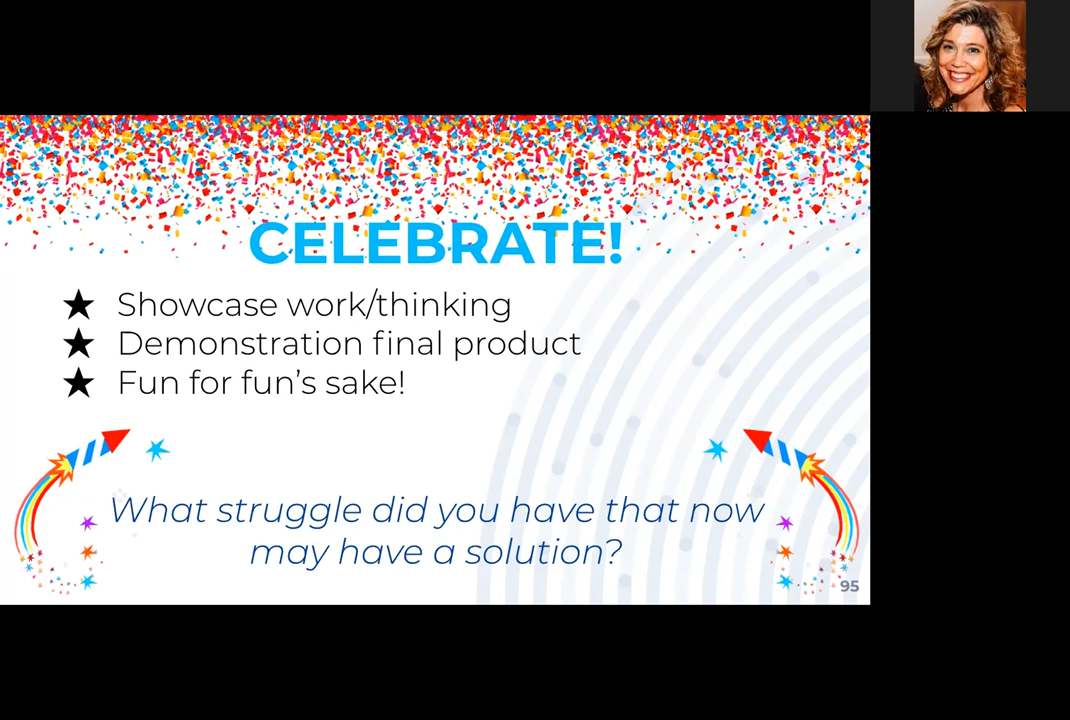 CELEBRATE!
★ Showcase work/thinking
★ Demonstration final product
★ Fun for fun's sake!
What struggle did you have that now
may have a solution?
95